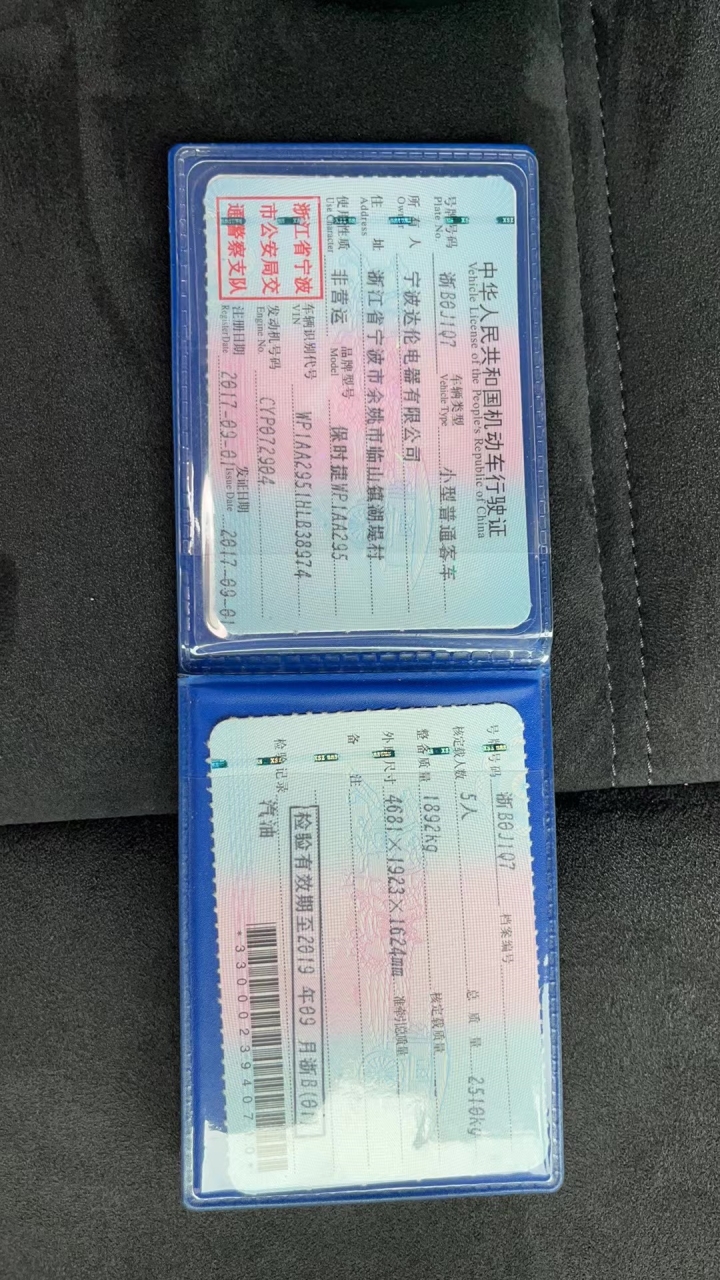 中华人民共和国机动车行驶证
Vehicle License of the People's Republic of China
号牌号码 浙B0J1Q7 车辆类型 小型普通客车
Plate No. Vehicle Type
所有人 宁波达伦电器有限公司
Owner
住址 浙江省宁波市余姚市临山镇湖堤村
Address
使用性质 非营运 品牌型号 保时捷WP1AA295
Use Character Model
浙江省宁波
市公安局交
通警察支队
车辆识别代号 WP1AA2951HLB38974
VIN
发动机号码 CYP072904
Engine No.
注册日期 2017-09-01 发证日期 2017-09-01
Register Date Issue Date
号牌号码 浙B0J1Q7 档案编号
核定载人数 5人 总质量 2510kg
整备质量 1892kg 核定载质量
外廓尺寸 4681×1923×1624mm 准牵引总质量
备注
检验有效期至2019年09月浙B(01)
检验记录 汽油
*33000239407